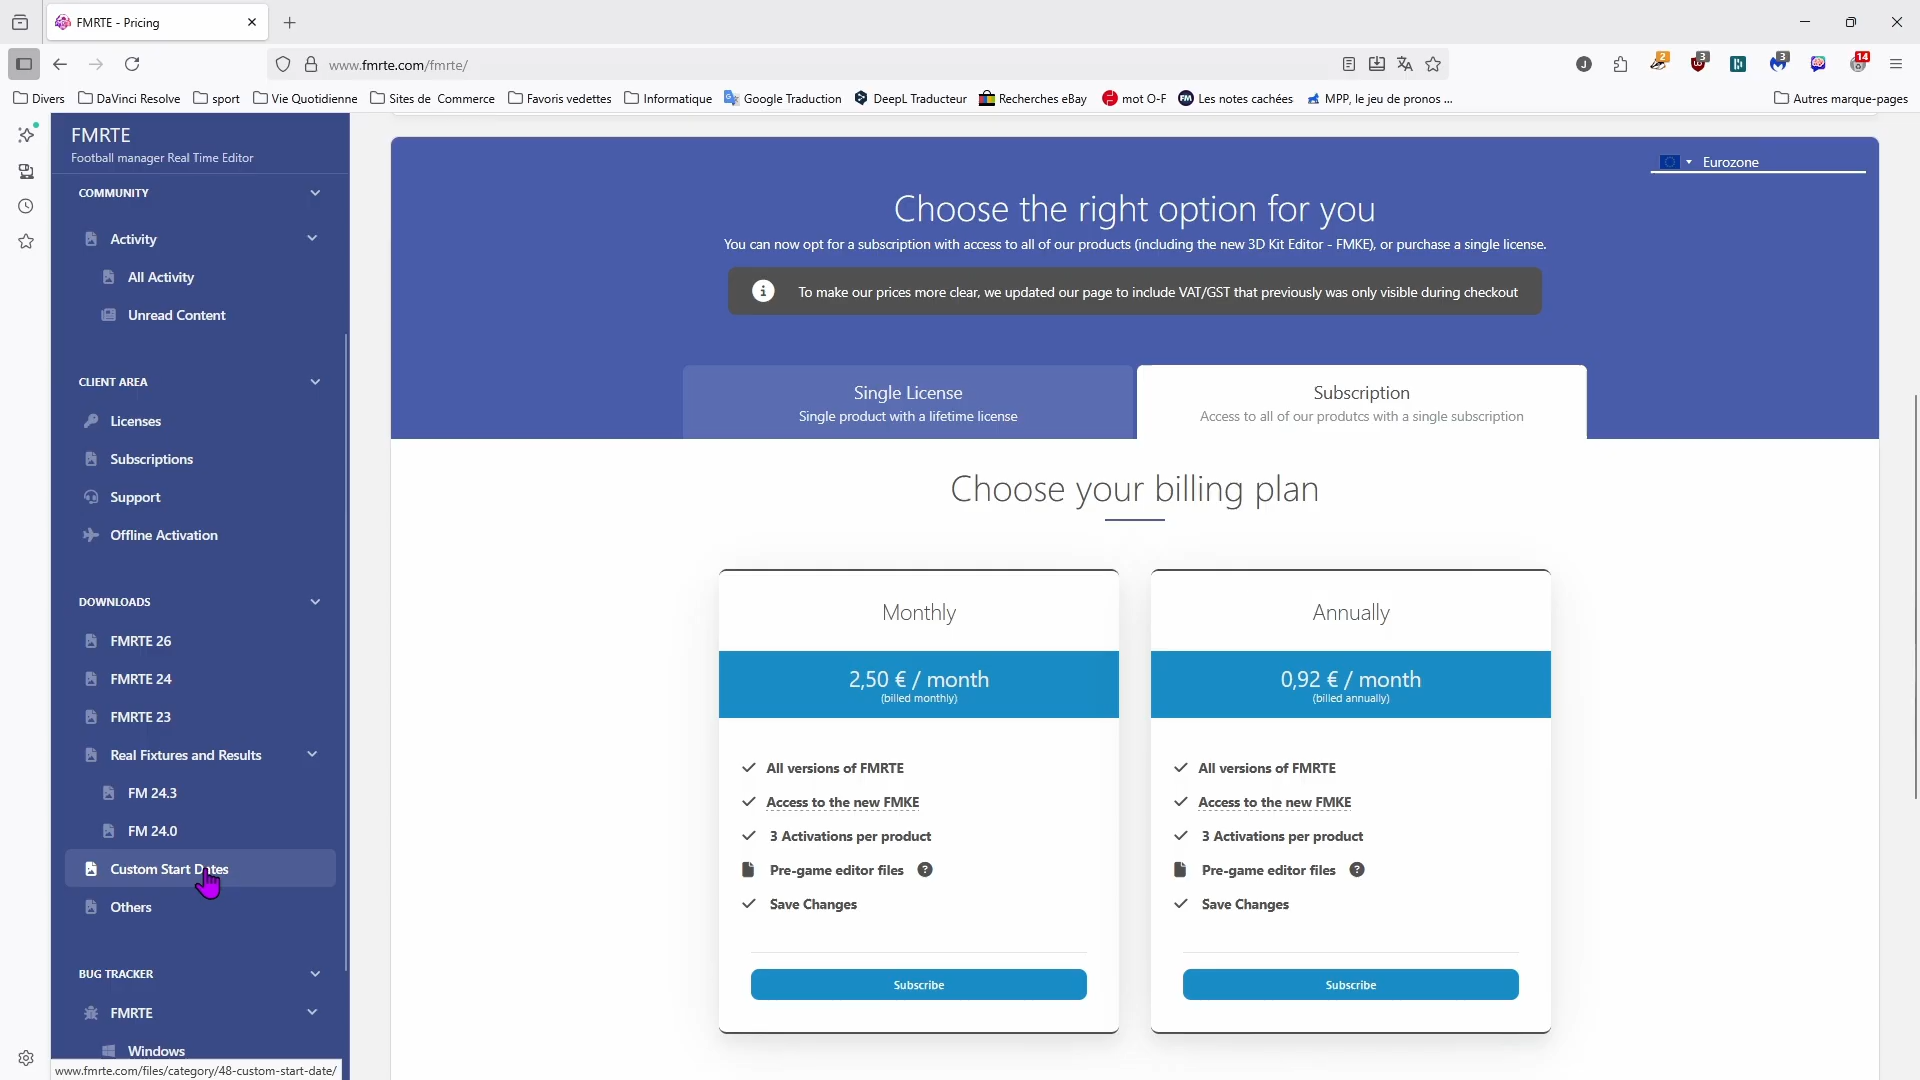 FMRTE - Pricing
www.fmrte.com/fmrte/
J
2
3
3
14
Divers
DaVinci Resolve
sport
Vie Quotidienne
Sites de Commerce
Favoris vedettes
Informatique
Google Traduction
DeepL Traducteur
Recherches eBay
mot O-F
Les notes cachées
MPP, le jeu de pronos ...
Autres marque-pages
FMRTE
Football manager Real Time Editor
COMMUNITY
Activity
All Activity
Unread Content
CLIENT AREA
Licenses
Subscriptions
Support
Offline Activation
DOWNLOADS
FMRTE 26
FMRTE 24
FMRTE 23
Real Fixtures and Results
FM 24.3
FM 24.0
Custom Start Dates
Others
BUG TRACKER
FMRTE
Windows
www.fmrte.com/files/category/48-custom-start-date/
Eurozone
Choose the right option for you
You can now opt for a subscription with access to all of our products (including the new 3D Kit Editor - FMKE), or purchase a single license.
To make our prices more clear, we updated our page to include VAT/GST that previously was only visible during checkout
Single License
Single product with a lifetime license
Subscription
Access to all of our produtcs with a single subscription
Choose your billing plan
Monthly
2,50 € / month
(billed monthly)
All versions of FMRTE
Access to the new FMKE
3 Activations per product
Pre-game editor files ?
Save Changes
Subscribe
Annually
0,92 € / month
(billed annually)
All versions of FMRTE
Access to the new FMKE
3 Activations per product
Pre-game editor files ?
Save Changes
Subscribe